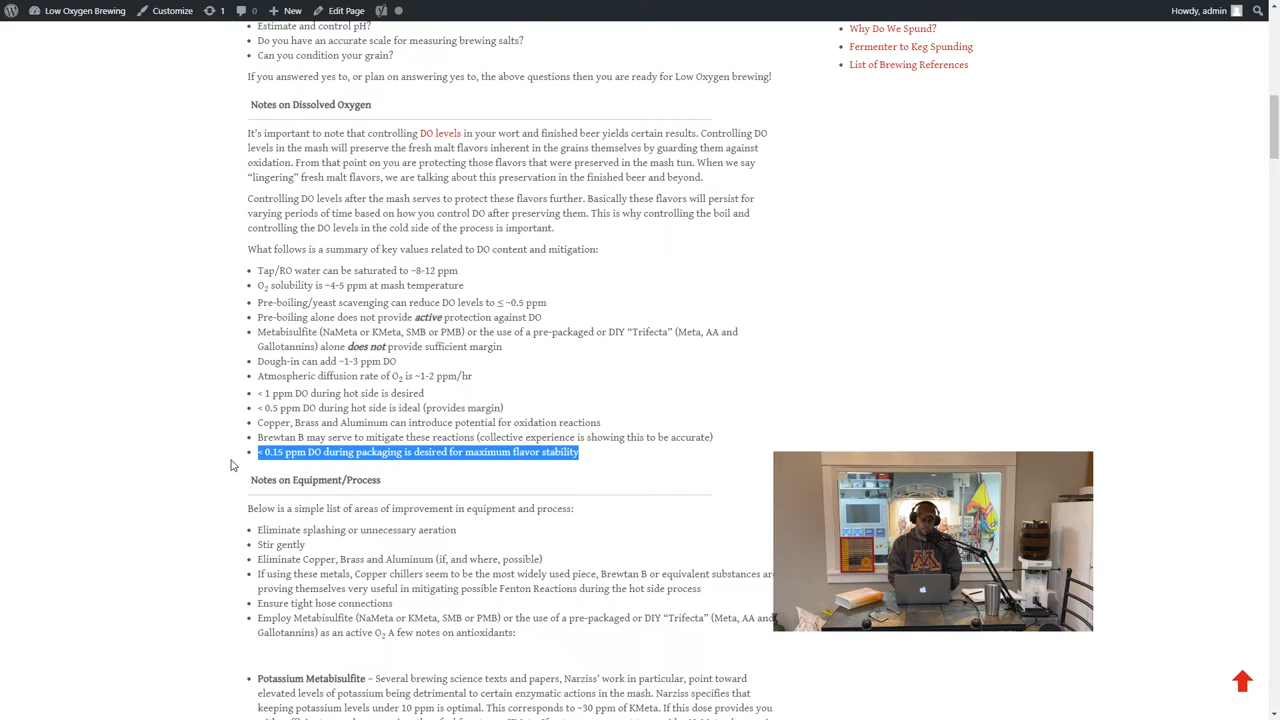 Low Oxygen Brewing
Customize
1
0
New
Edit Page
Howdy, admin
Estimate and control pH?
Do you have an accurate scale for measuring brewing salts?
Can you condition your grain?
If you answered yes to, or plan on answering yes to, the above questions then you are ready for Low Oxygen brewing!
Why Do We Spund?
Fermenter to Keg Spunding
List of Brewing References
Notes on Dissolved Oxygen
It's important to note that controlling DO levels in your wort and finished beer yields certain results. Controlling DO
levels in the mash will preserve the fresh malt flavors inherent in the grains themselves by guarding them against
oxidation. From that point on you are protecting those flavors that were preserved in the mash tun. When we say
“lingering” fresh malt flavors, we are talking about this preservation in the finished beer and beyond.
Controlling DO levels after the mash serves to protect these flavors further. Basically these flavors will persist for
varying periods of time based on how you control DO after preserving them. This is why controlling the boil and
controlling the DO levels in the cold side of the process is important.
What follows is a summary of key values related to DO content and mitigation:
Tap/RO water can be saturated to ~8-12 ppm
O2 solubility is ~4-5 ppm at mash temperature
Pre-boiling/yeast scavenging can reduce DO levels to ≤ ~0.5 ppm
Pre-boiling alone does not provide active protection against DO
Metabisulfite (NaMeta or KMeta, SMB or PMB) or the use of a pre-packaged or DIY “Trifecta” (Meta, AA and
Gallotannins) alone does not provide sufficient margin
Dough-in can add ~1-3 ppm DO
Atmospheric diffusion rate of O2 is ~1-2 ppm/hr
< 1 ppm DO during hot side is desired
< 0.5 ppm DO during hot side is ideal (provides margin)
Copper, Brass and Aluminum can introduce potential for oxidation reactions
Brewtan B may serve to mitigate these reactions (collective experience is showing this to be accurate)
< 0.15 ppm DO during packaging is desired for maximum flavor stability
Notes on Equipment/Process
Below is a simple list of areas of improvement in equipment and process:
Eliminate splashing or unnecessary aeration
Stir gently
Eliminate Copper, Brass and Aluminum (if, and where, possible)
If using these metals, Copper chillers seem to be the most widely used piece, Brewtan B or equivalent substances are
proving themselves very useful in mitigating possible Fenton Reactions during the hot side process
Ensure tight hose connections
Employ Metabisulfite (NaMeta or KMeta, SMB or PMB) or the use of a pre-packaged or DIY “Trifecta” (Meta, AA and
Gallotannins) as an active O2 A few notes on antioxidants:
Potassium Metabisulfite – Several brewing science texts and papers, Narziss' work in particular, point toward
elevated levels of potassium being detrimental to certain enzymatic actions in the mash. Narziss specifies that
keeping potassium levels under 10 ppm is optimal. This corresponds to ~30 ppm of KMeta. If this dose provides you